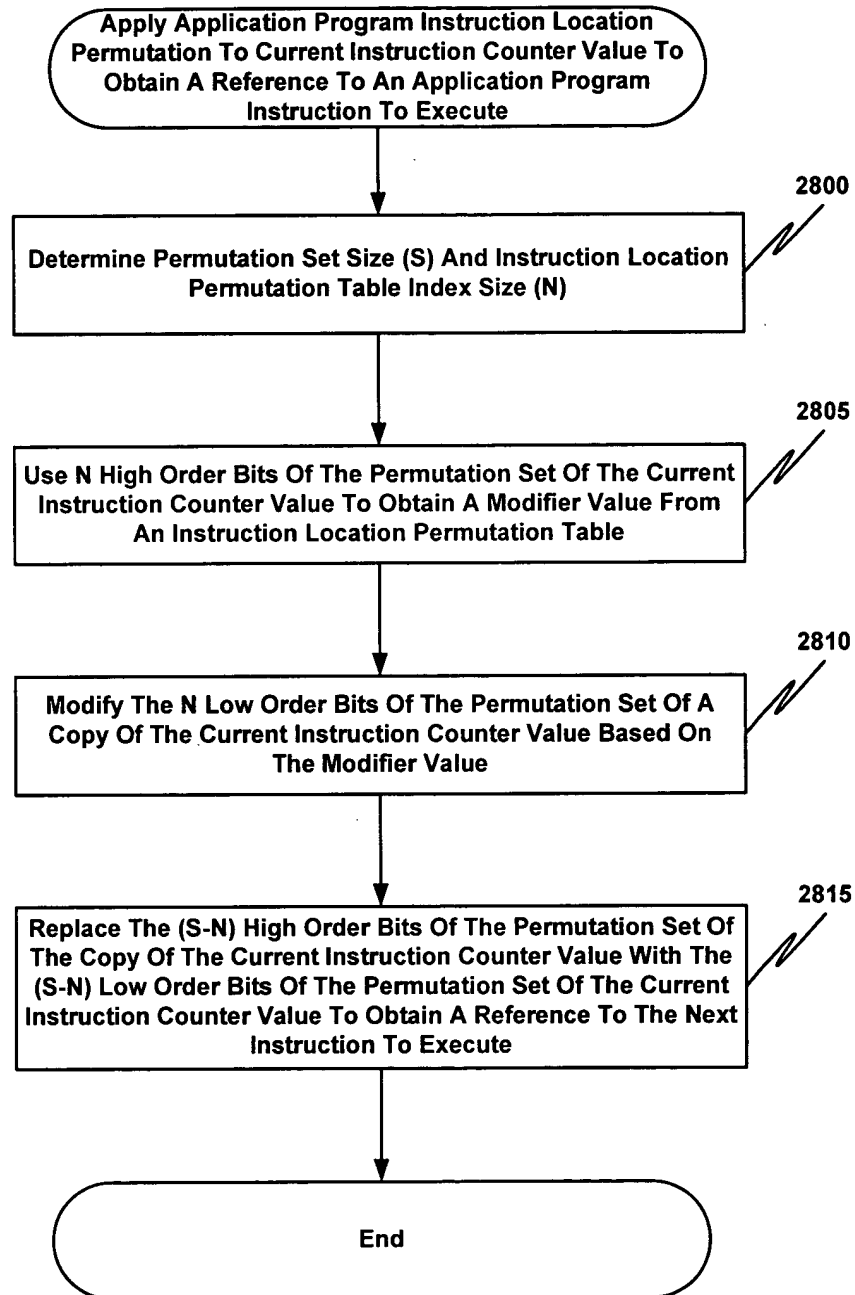 Apply Application Program Instruction Location
Permutation To Current Instruction Counter Value To
Obtain A Reference To An Application Program
Instruction To Execute
2800
Determine Permutation Set Size (S) And Instruction Location
Permutation Table Index Size (N)
2805
Use N High Order Bits Of The Permutation Set Of The Current
Instruction Counter Value To Obtain A Modifier Value From
An Instruction Location Permutation Table
2810
Modify The N Low Order Bits Of The Permutation Set Of A
Copy Of The Current Instruction Counter Value Based On
The Modifier Value
2815
Replace The (S-N) High Order Bits Of The Permutation Set Of
The Copy Of The Current Instruction Counter Value With The
(S-N) Low Order Bits Of The Permutation Set Of The Current
Instruction Counter Value To Obtain A Reference To The Next
Instruction To Execute
End